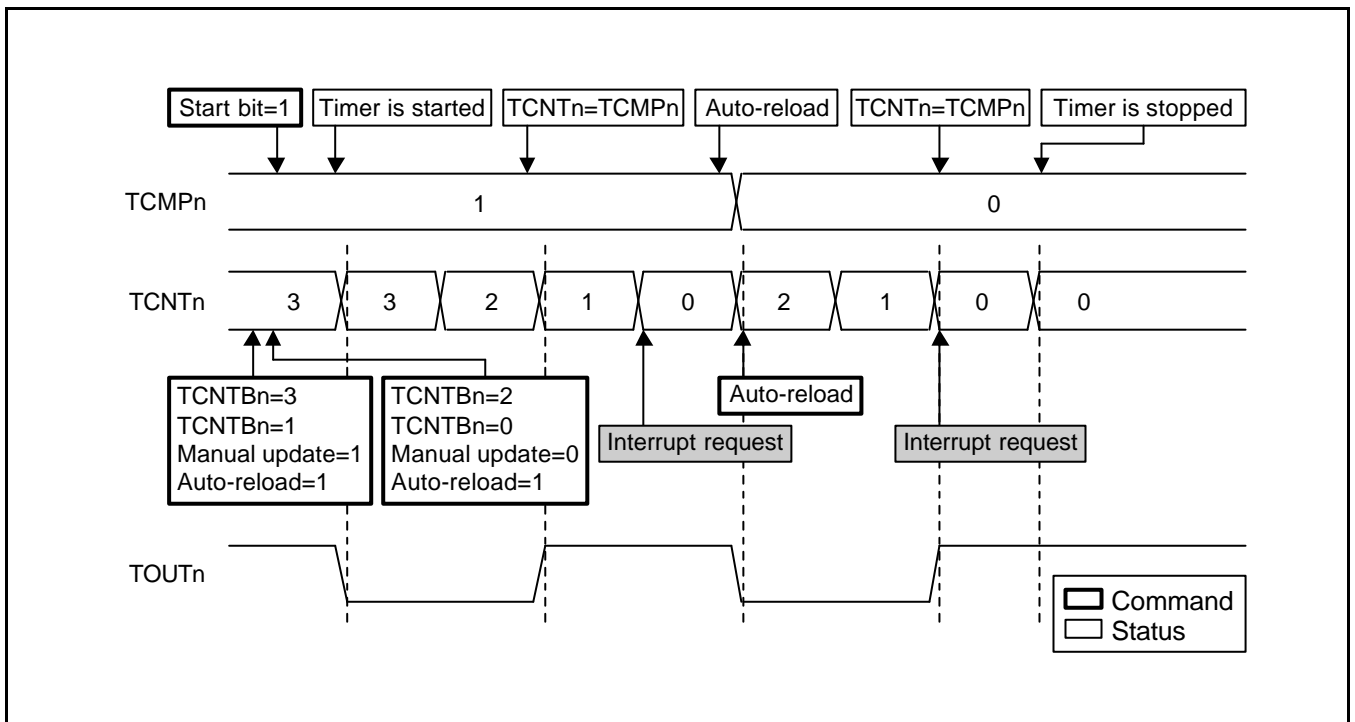 Start bit=1 Timer is started TCNTn=TCMPn Auto-reload TCNTn=TCMPn Timer is stopped
TCMPn 1 0
TCNTn 3 3 2 1 0 2 1 0 0
TCNTBn=3
TCNTBn=1
Manual update=1
Auto-reload=1
TCNTBn=2
TCNTBn=0
Manual update=0
Auto-reload=1
Auto-reload
Interrupt request Interrupt request
TOUTn
Command
Status